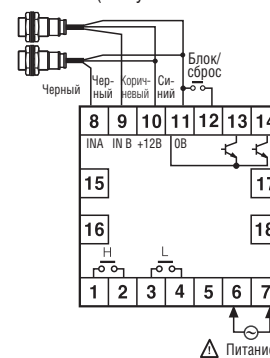 Блок/
сброс
Черный
Чер-
ный
Корич-
невый
Си-
ний
8 9 10 11 12 13 14
INA IN B +12В 0В
15
17
16
18
H L
1 2 3 4 5 6 7
Питание